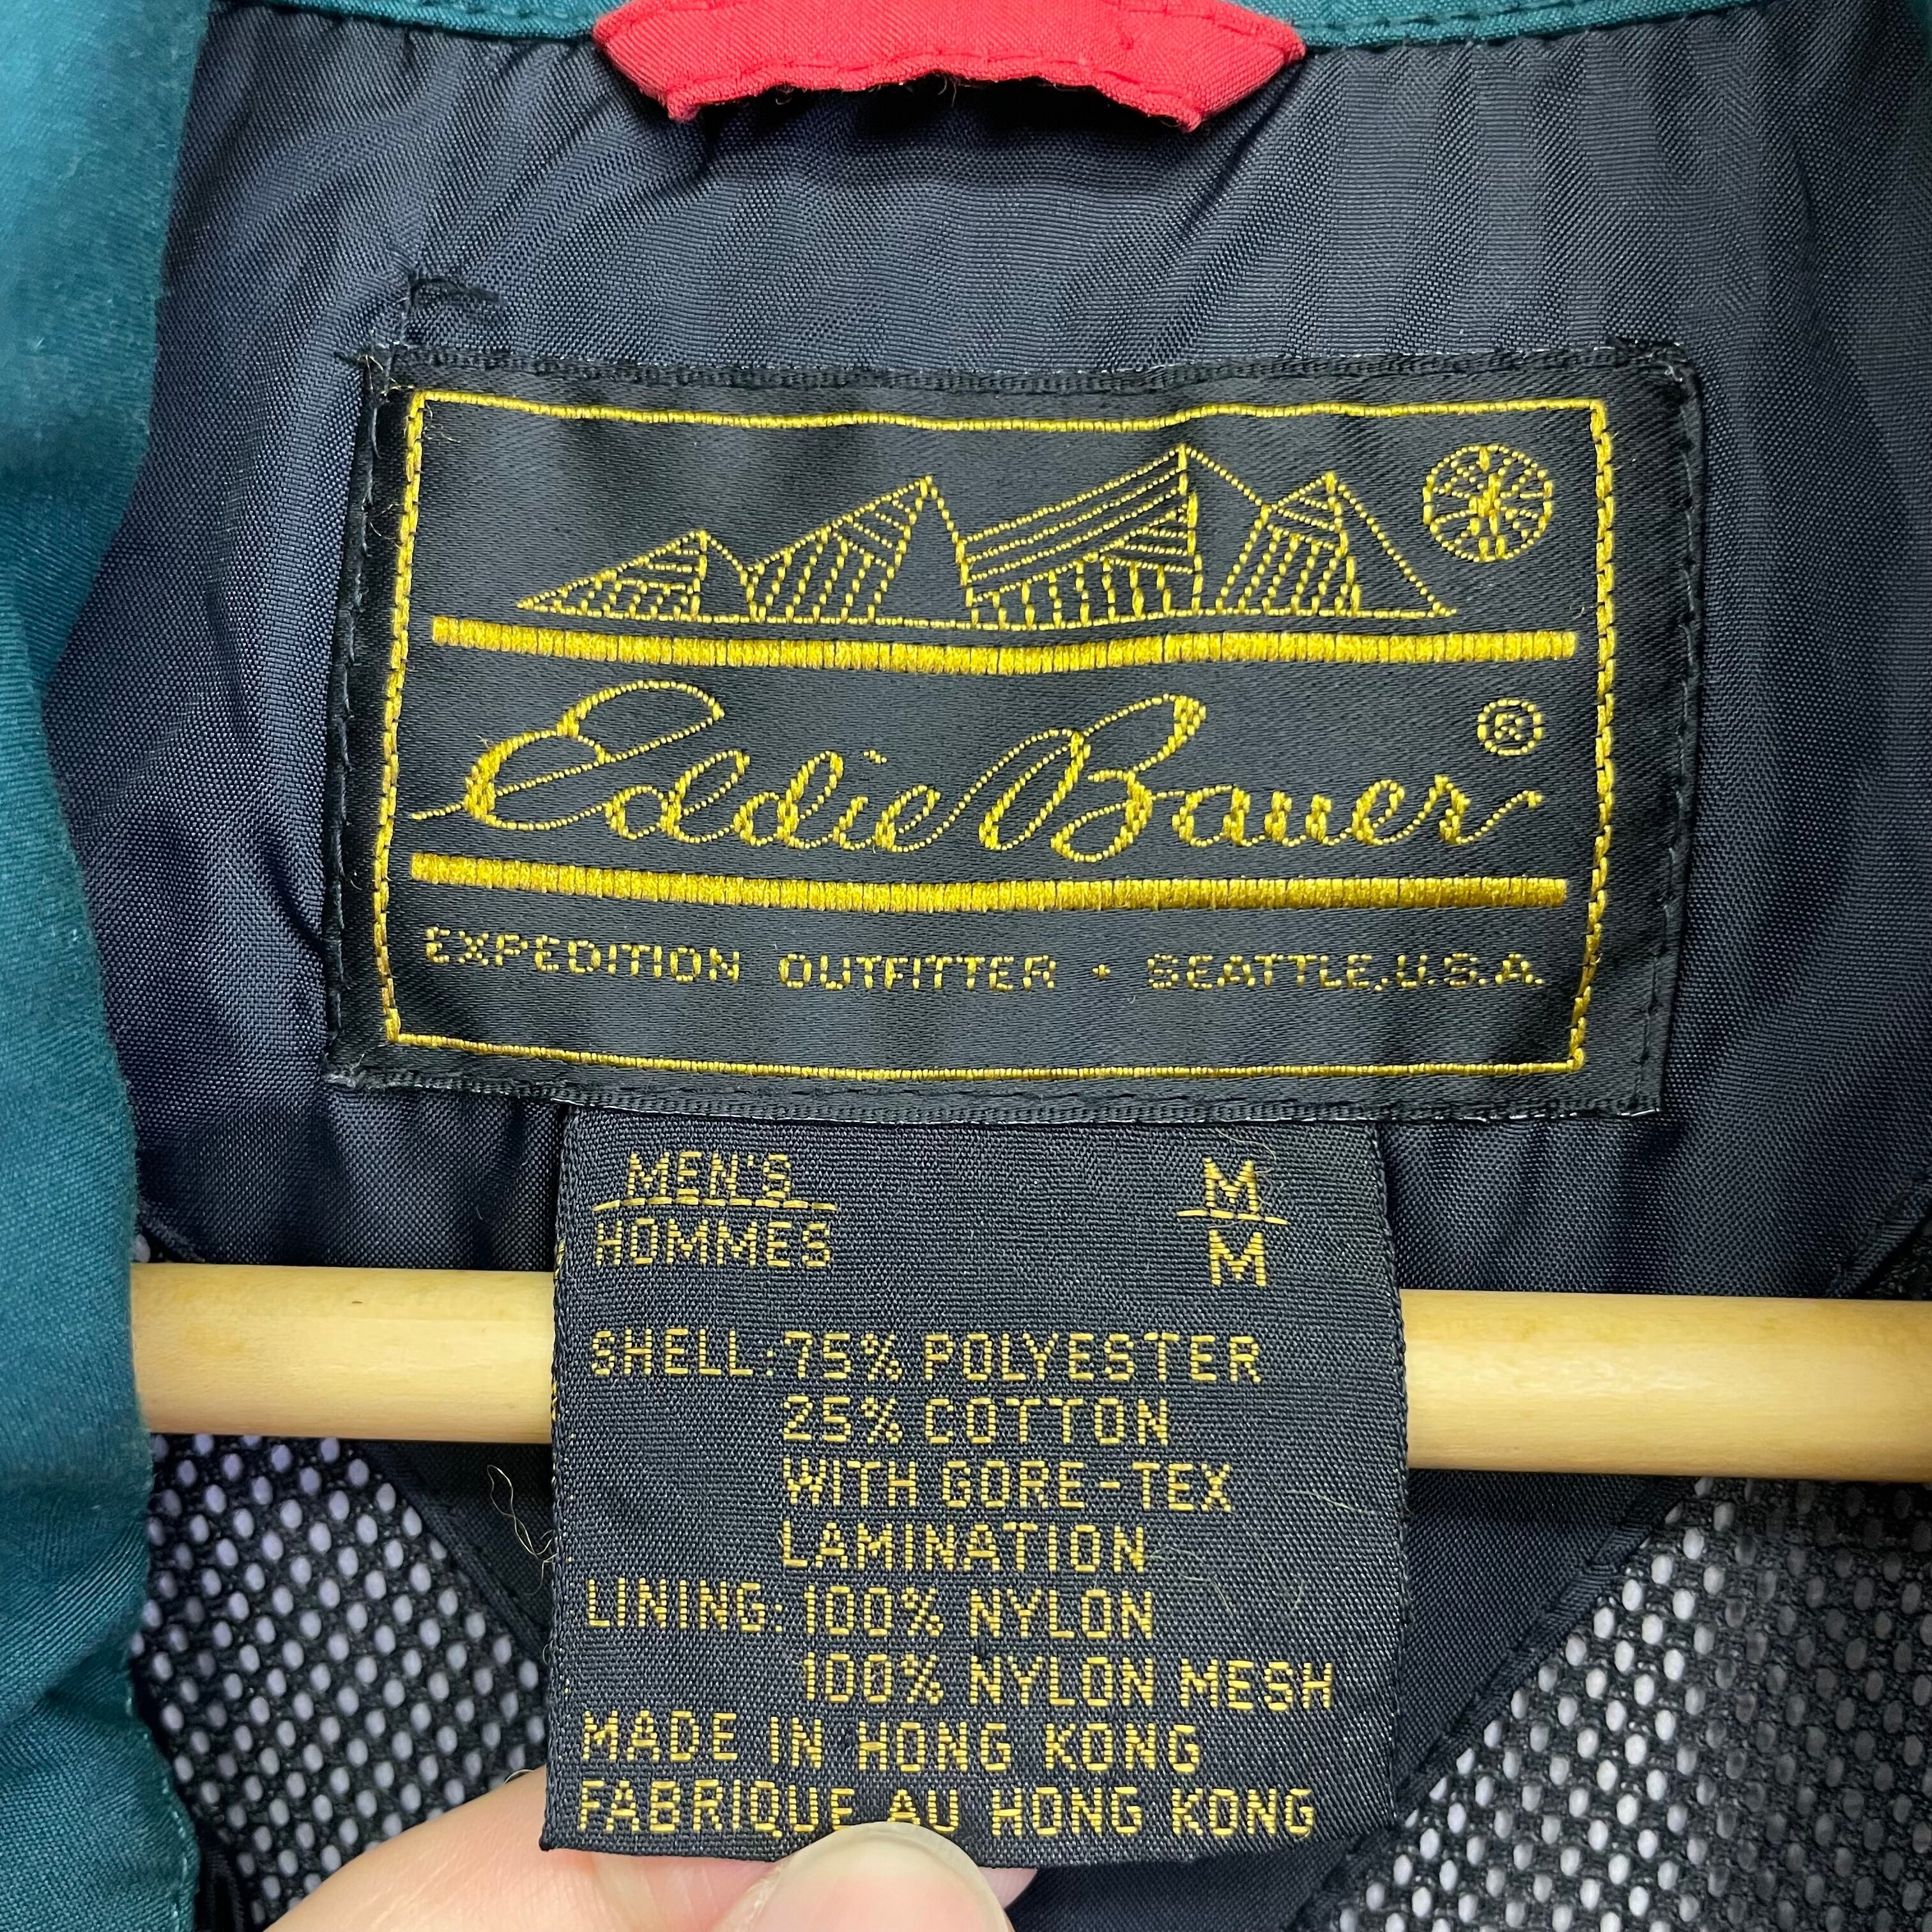 Eddie Bauer ®
EXPEDITION OUTFITTER · SEATTLE, U.S.A.
MEN'S M
HOMMES M
SHELL: 75% POLYESTER
25% COTTON
WITH GORE-TEX
LAMINATION
LINING: 100% NYLON
100% NYLON MESH
MADE IN HONG KONG
FABRIQUE AU HONG KONG